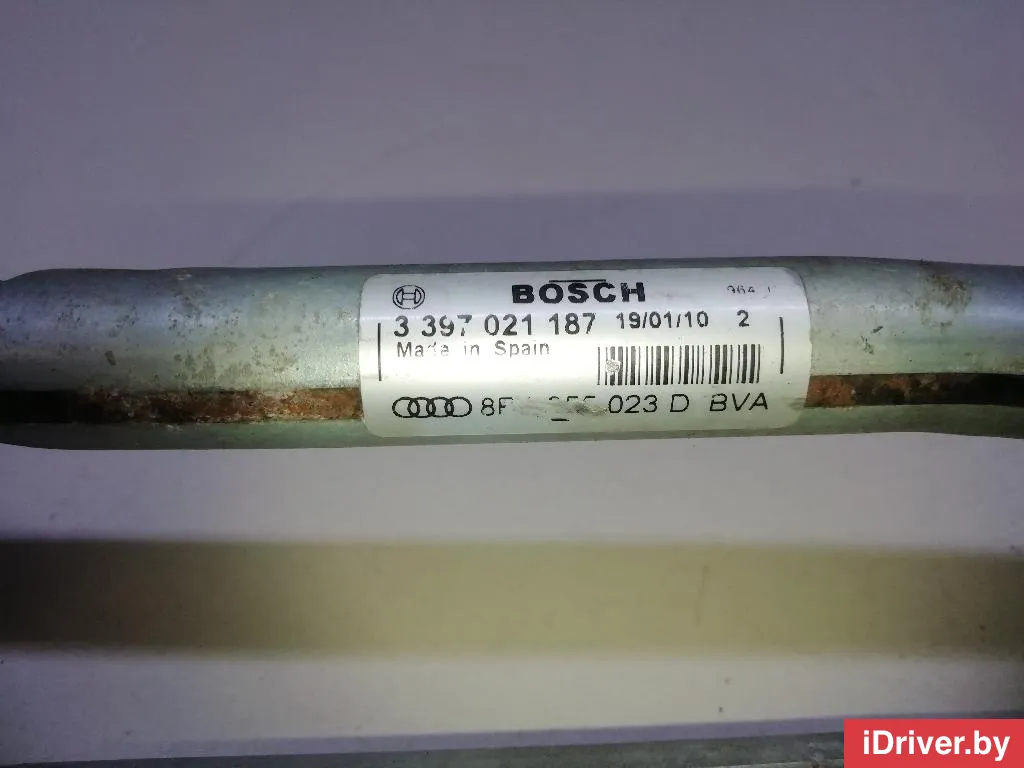 BOSCH
3 397 021 187 19/01/10 2
Made in Spain
023 D BVA
iDriver.by